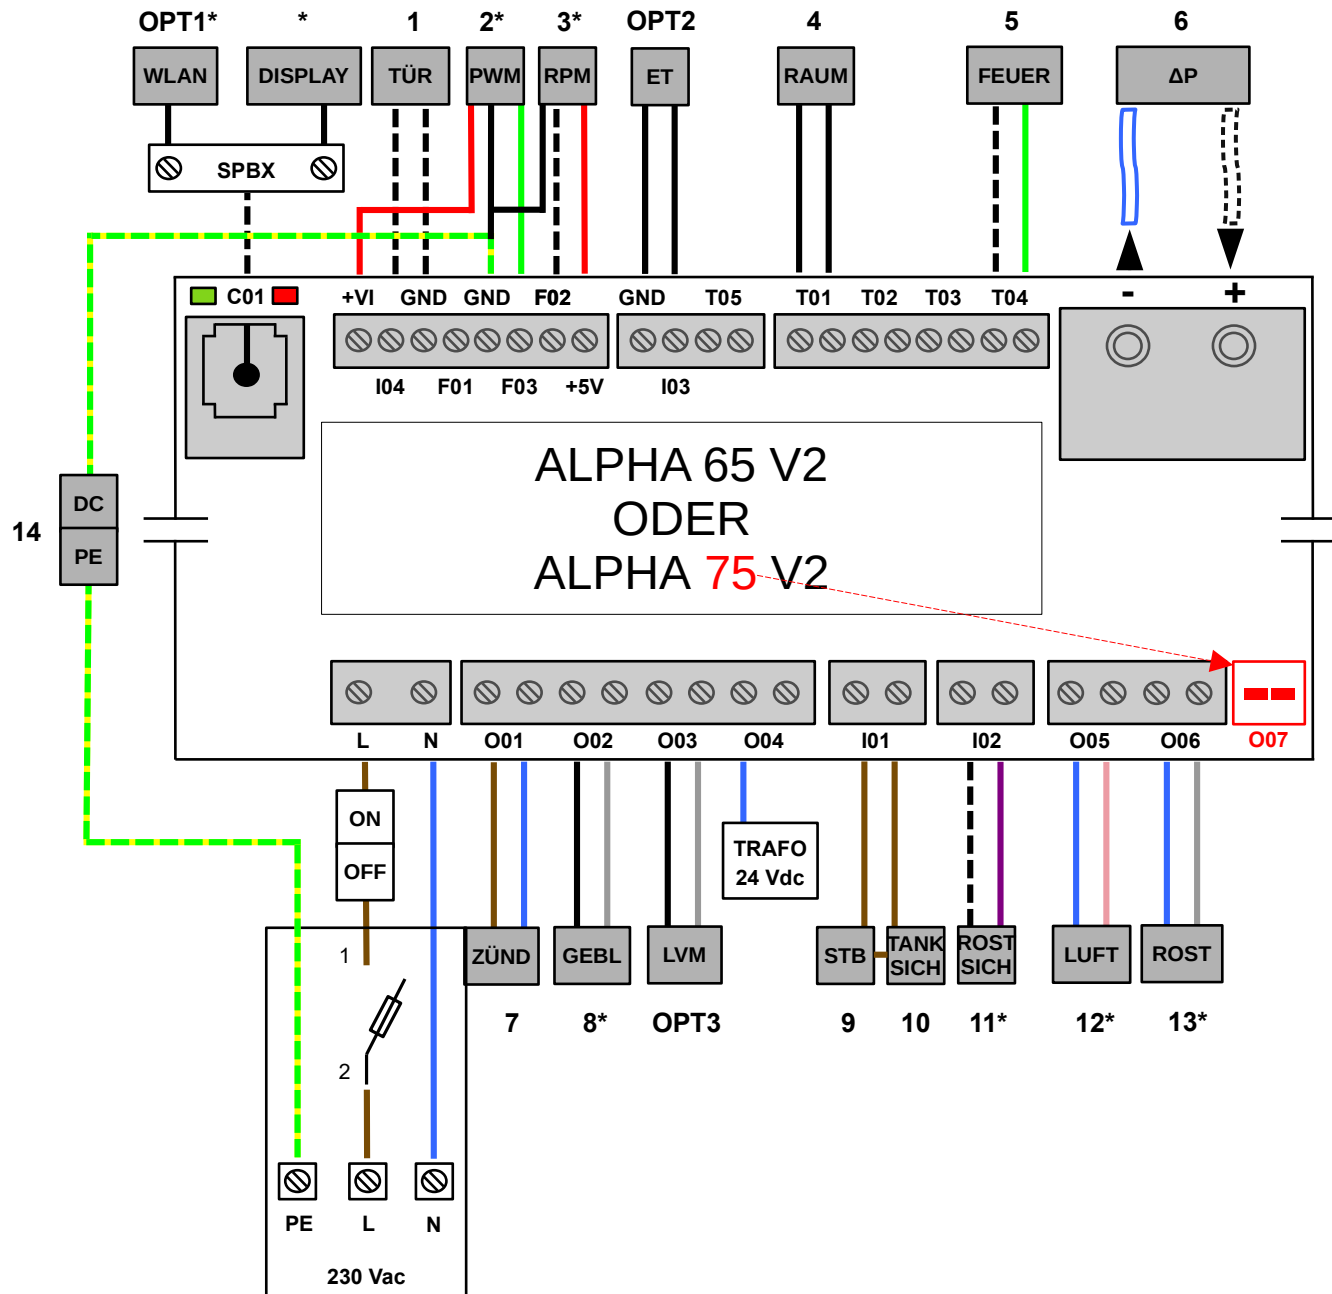 OPT1* * 1 2* 3* OPT2 4 5 6
WLAN DISPLAY TÜR PWM RPM ET RAUM FEUER ΔP
SPBX
C01 +VI GND GND F02 GND T05 T01 T02 T03 T04 - +
I04 F01 F03 +5V I03
ALPHA 65 V2
ODER
ALPHA 75 V2
DC
14
PE
L N O01 O02 O03 O04 I01 I02 O05 O06 O07
ON
OFF
TRAFO
24 Vdc
ZÜND GEBL LVM STB TANK SICH ROST SICH LUFT ROST
1
7 8* OPT3 9 10 11* 12* 13*
2
PE L N
230 Vac